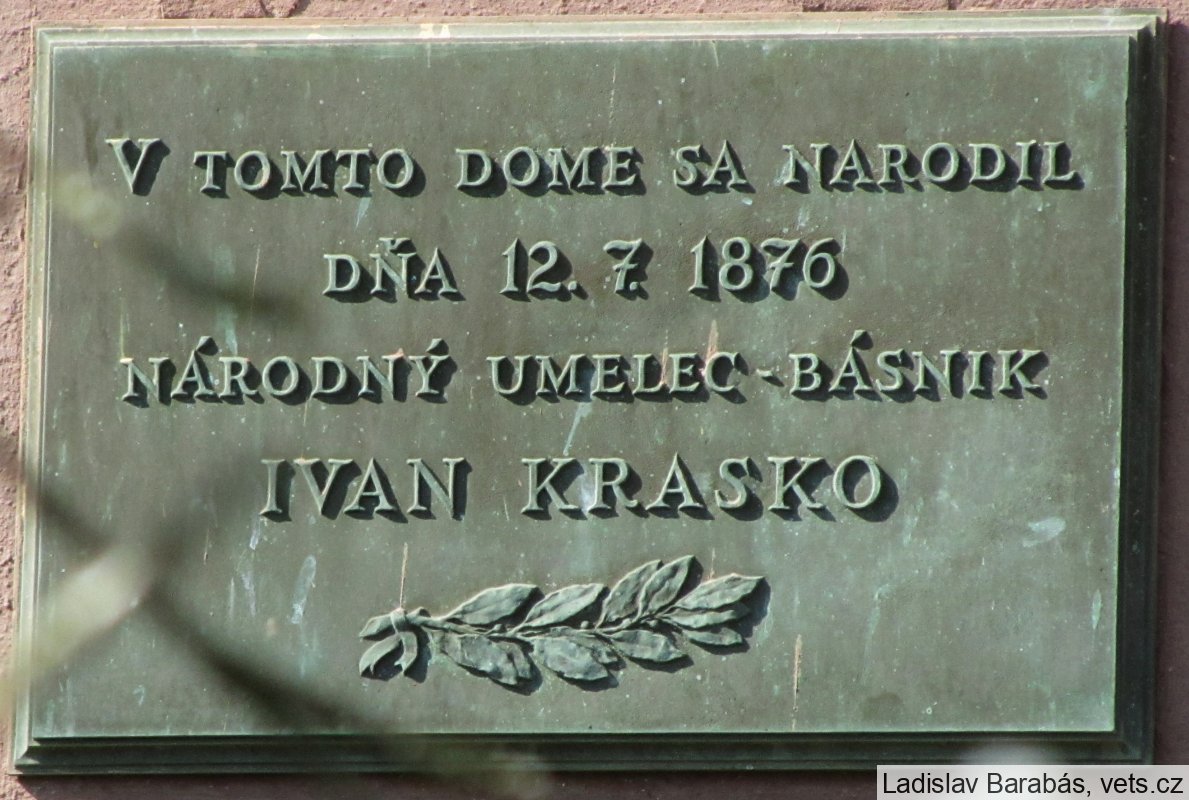 V TOMTO DOME SA NARODIL
DŇA 12. 7. 1876
NÁRODNÝ UMELEC-BÁSNIK
IVAN KRASKO
Ladislav Barabás, vets.cz